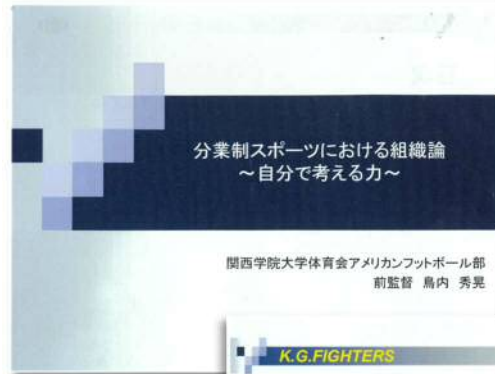 分業制スポーツにおける組織論
～自分で考える力～
関西学院大学体育会アメリカンフットボール部
前監督 鳥内 秀晃
K.G.FIGHTERS